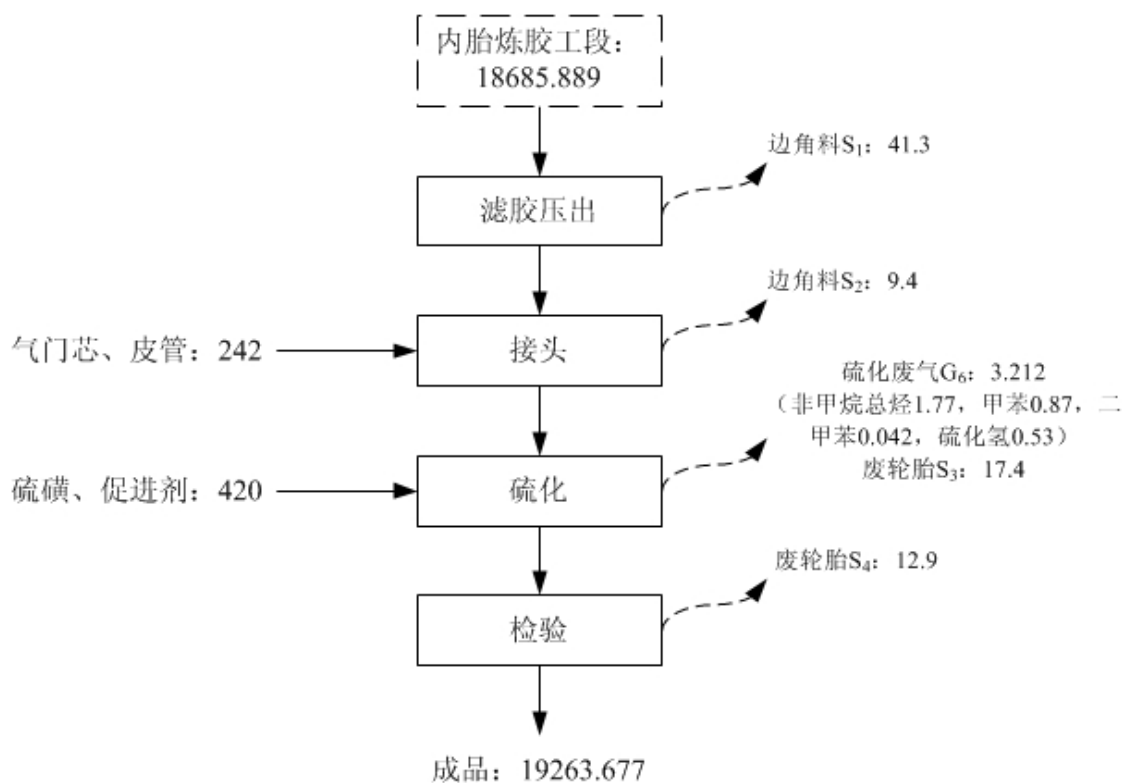 内胎炼胶工段：
18685.889
边角料S₁：41.3
滤胶压出
边角料S₂：9.4
气门芯、皮管：242
接头
硫化废气G₆：3.212
（非甲烷总烃1.77，甲苯0.87，二
甲苯0.042，硫化氢0.53）
废轮胎S₃：17.4
硫磺、促进剂：420
硫化
废轮胎S₄：12.9
检验
成品：19263.677